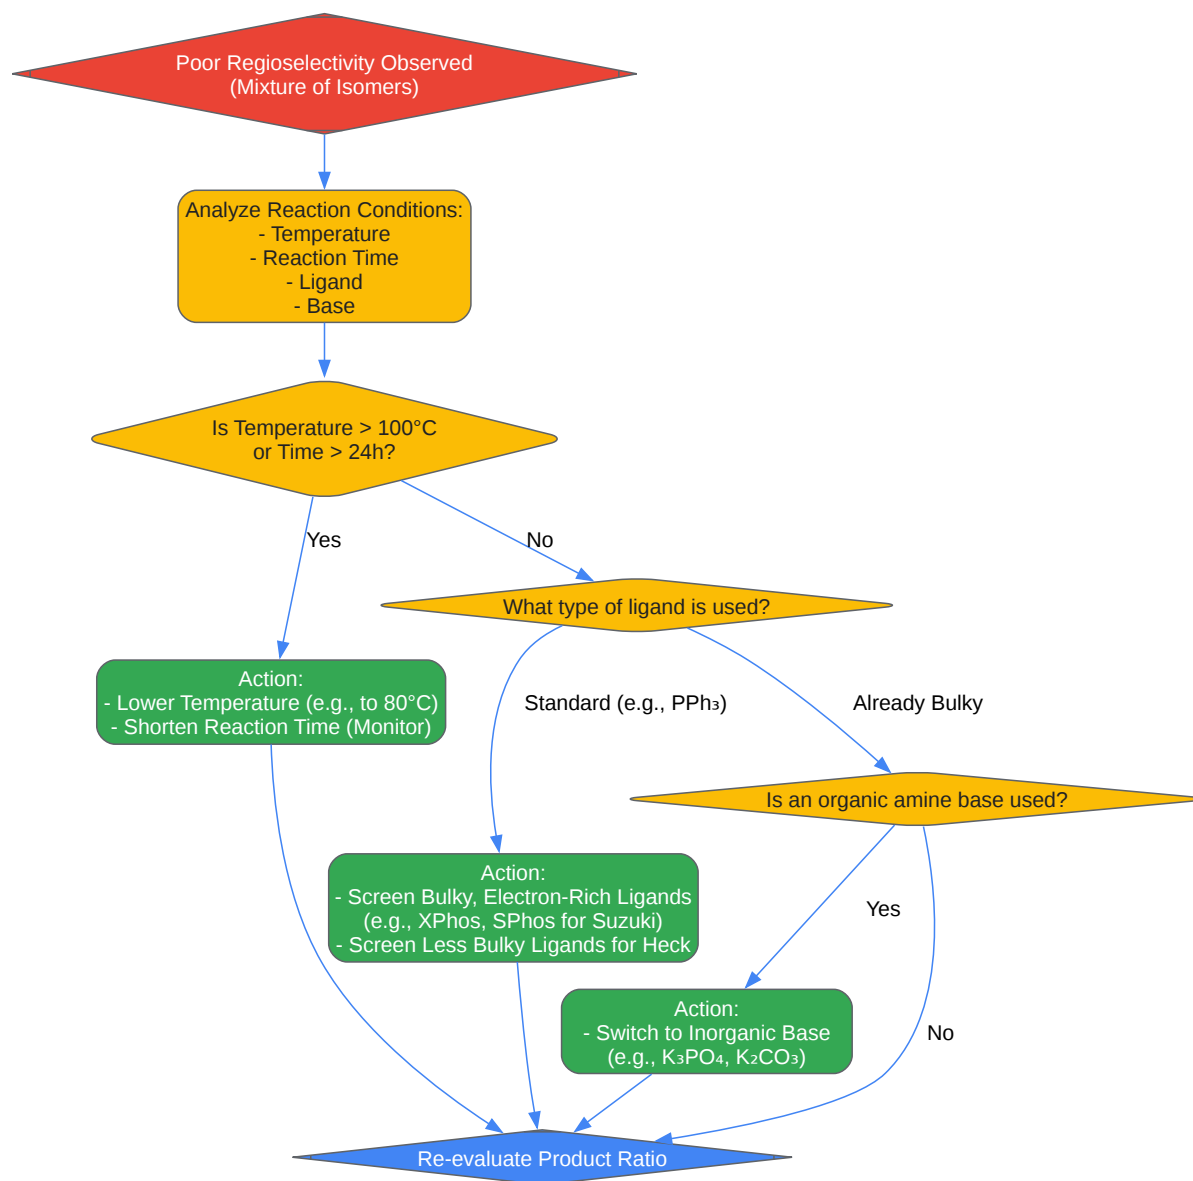 Poor Regioselectivity Observed
(Mixture of Isomers)
Analyze Reaction Conditions:
- Temperature
- Reaction Time
- Ligand
- Base
Is Temperature > 100°C
or Time > 24h?
Yes
No
What type of ligand is used?
Action:
- Lower Temperature (e.g., to 80°C)
- Shorten Reaction Time (Monitor)
Standard (e.g., PPh₃)
Already Bulky
Is an organic amine base used?
Action:
- Screen Bulky, Electron-Rich Ligands
(e.g., XPhos, SPhos for Suzuki)
- Screen Less Bulky Ligands for Heck
Yes
Action:
- Switch to Inorganic Base
(e.g., K₃PO₄, K₂CO₃)
No
Re-evaluate Product Ratio